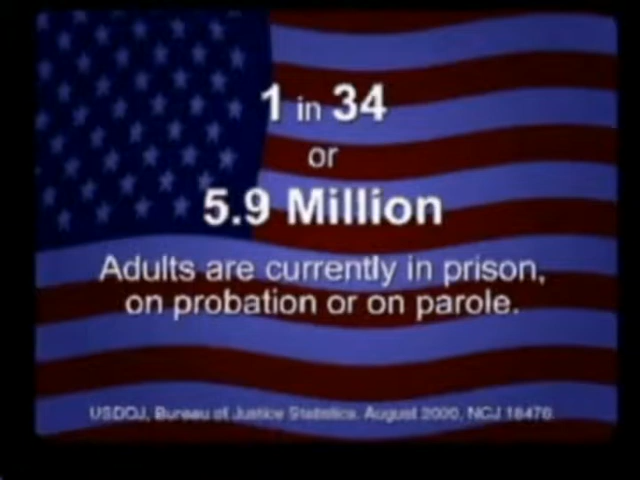 1 in 34
or
5.9 Million
Adults are currently in prison,
on probation or on parole.
USDOJ, Bureau of Justice Statistics. August 2000, NCJ